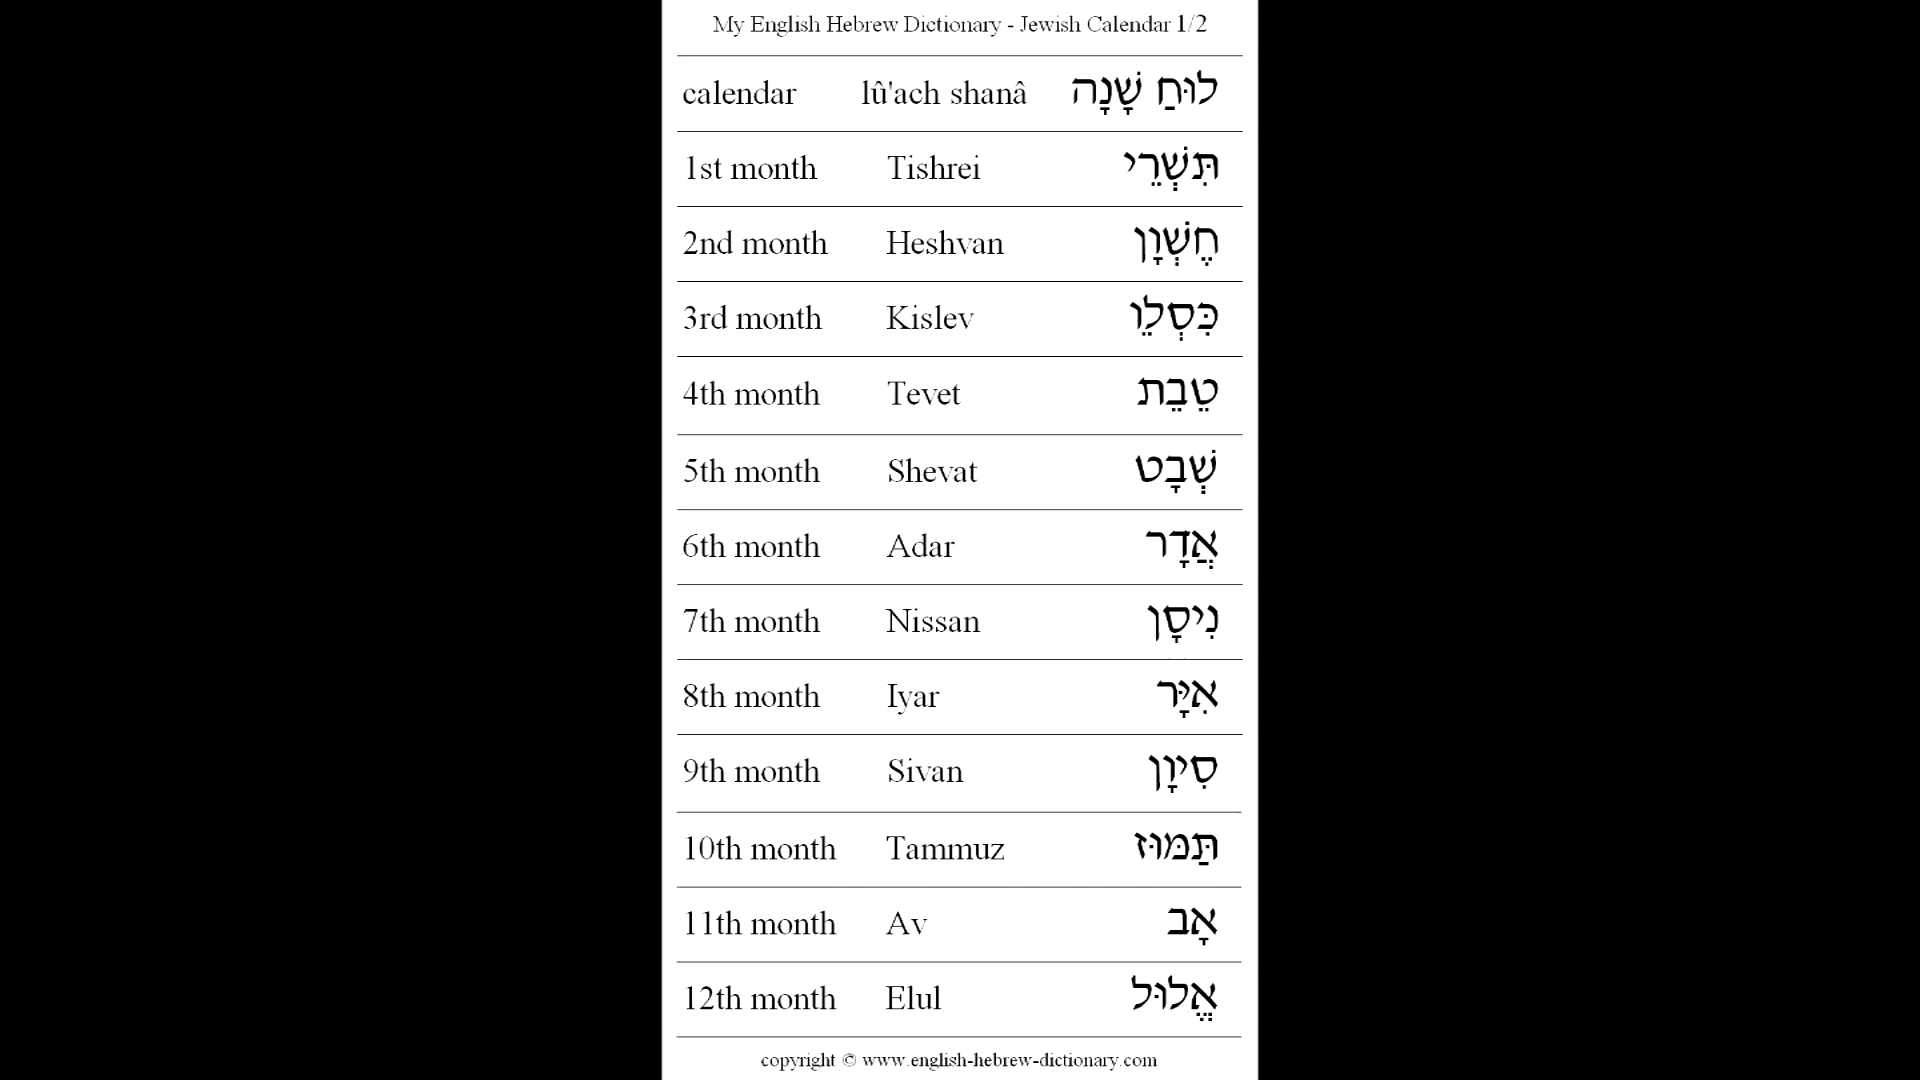 My English Hebrew Dictionary - Jewish Calendar 1/2
calendar lû'ach shanâ לוּחַ שָׁנָה
1st month Tishrei תִּשְׁרֵי
2nd month Heshvan חֶשְׁוָן
3rd month Kislev כִּסְלֵו
4th month Tevet טֵבֵת
5th month Shevat שְׁבָט
6th month Adar אֲדָר
7th month Nissan נִיסָן
8th month Iyar אִיָּר
9th month Sivan סִיוָן
10th month Tammuz תַּמּוּז
11th month Av אָב
12th month Elul אֱלוּל
copyright © www.english-hebrew-dictionary.com